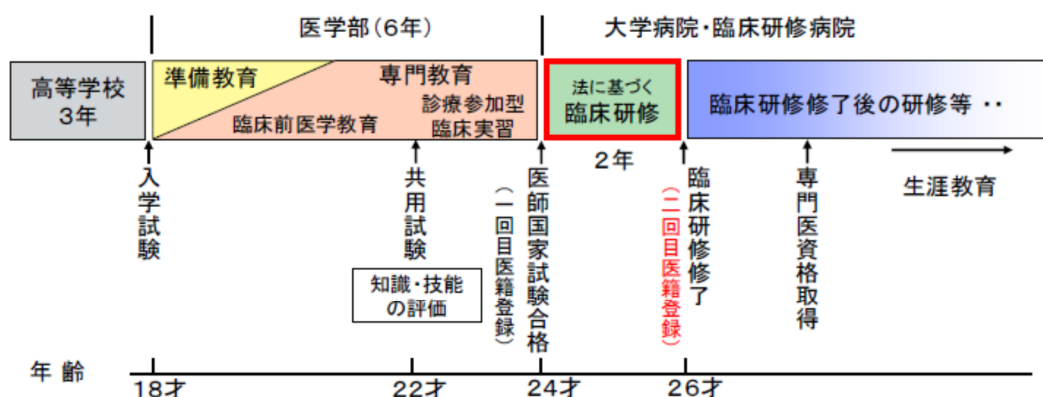 医学部（６年）
大学病院・臨床研修病院
高等学校
３年
準備教育
専門教育
臨床前医学教育
診療参加型
臨床実習
法に基づく
臨床研修
臨床研修修了後の研修等 ・・
２年
生涯教育
入学試験
共用試験
知識・技能
の評価
医師国家試験合格
（一回目医籍登録）
臨床研修修了
（二回目医籍登録）
専門医資格取得
年 齢
18才
22才
24才
26才